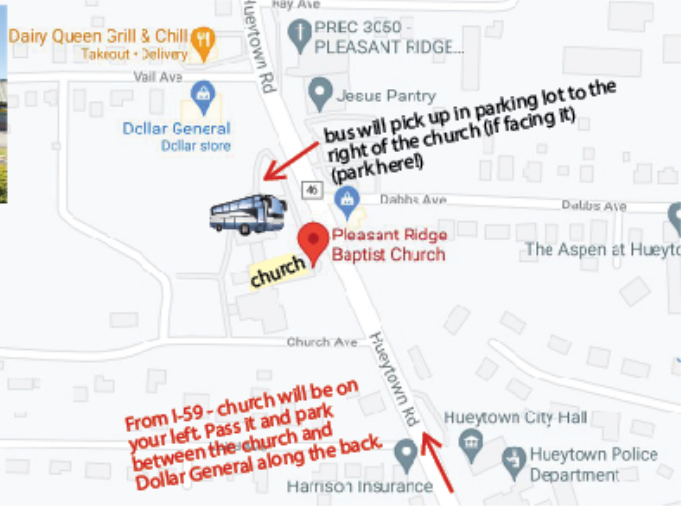 Ray Ave
Hueytown Rd
Dairy Queen Grill & Chill
Takeout • Delivery
PREC 3050 -
PLEASANT RIDGE...
Vail Ave
Jesus Pantry
Dollar General
Dollar store
bus will pick up in parking lot to the
right of the church (if facing it)
(park here!)
46
Dabbs Ave
Dabbs Ave
Pleasant Ridge
Baptist Church
The Aspen at Hueyto
church
Church Ave
Hueytown Rd
From I-59 - church will be on
your left. Pass it and park
between the church and
Dollar General along the back.
Hueytown City Hall
Hueytown Police
Department
Harrison Insurance